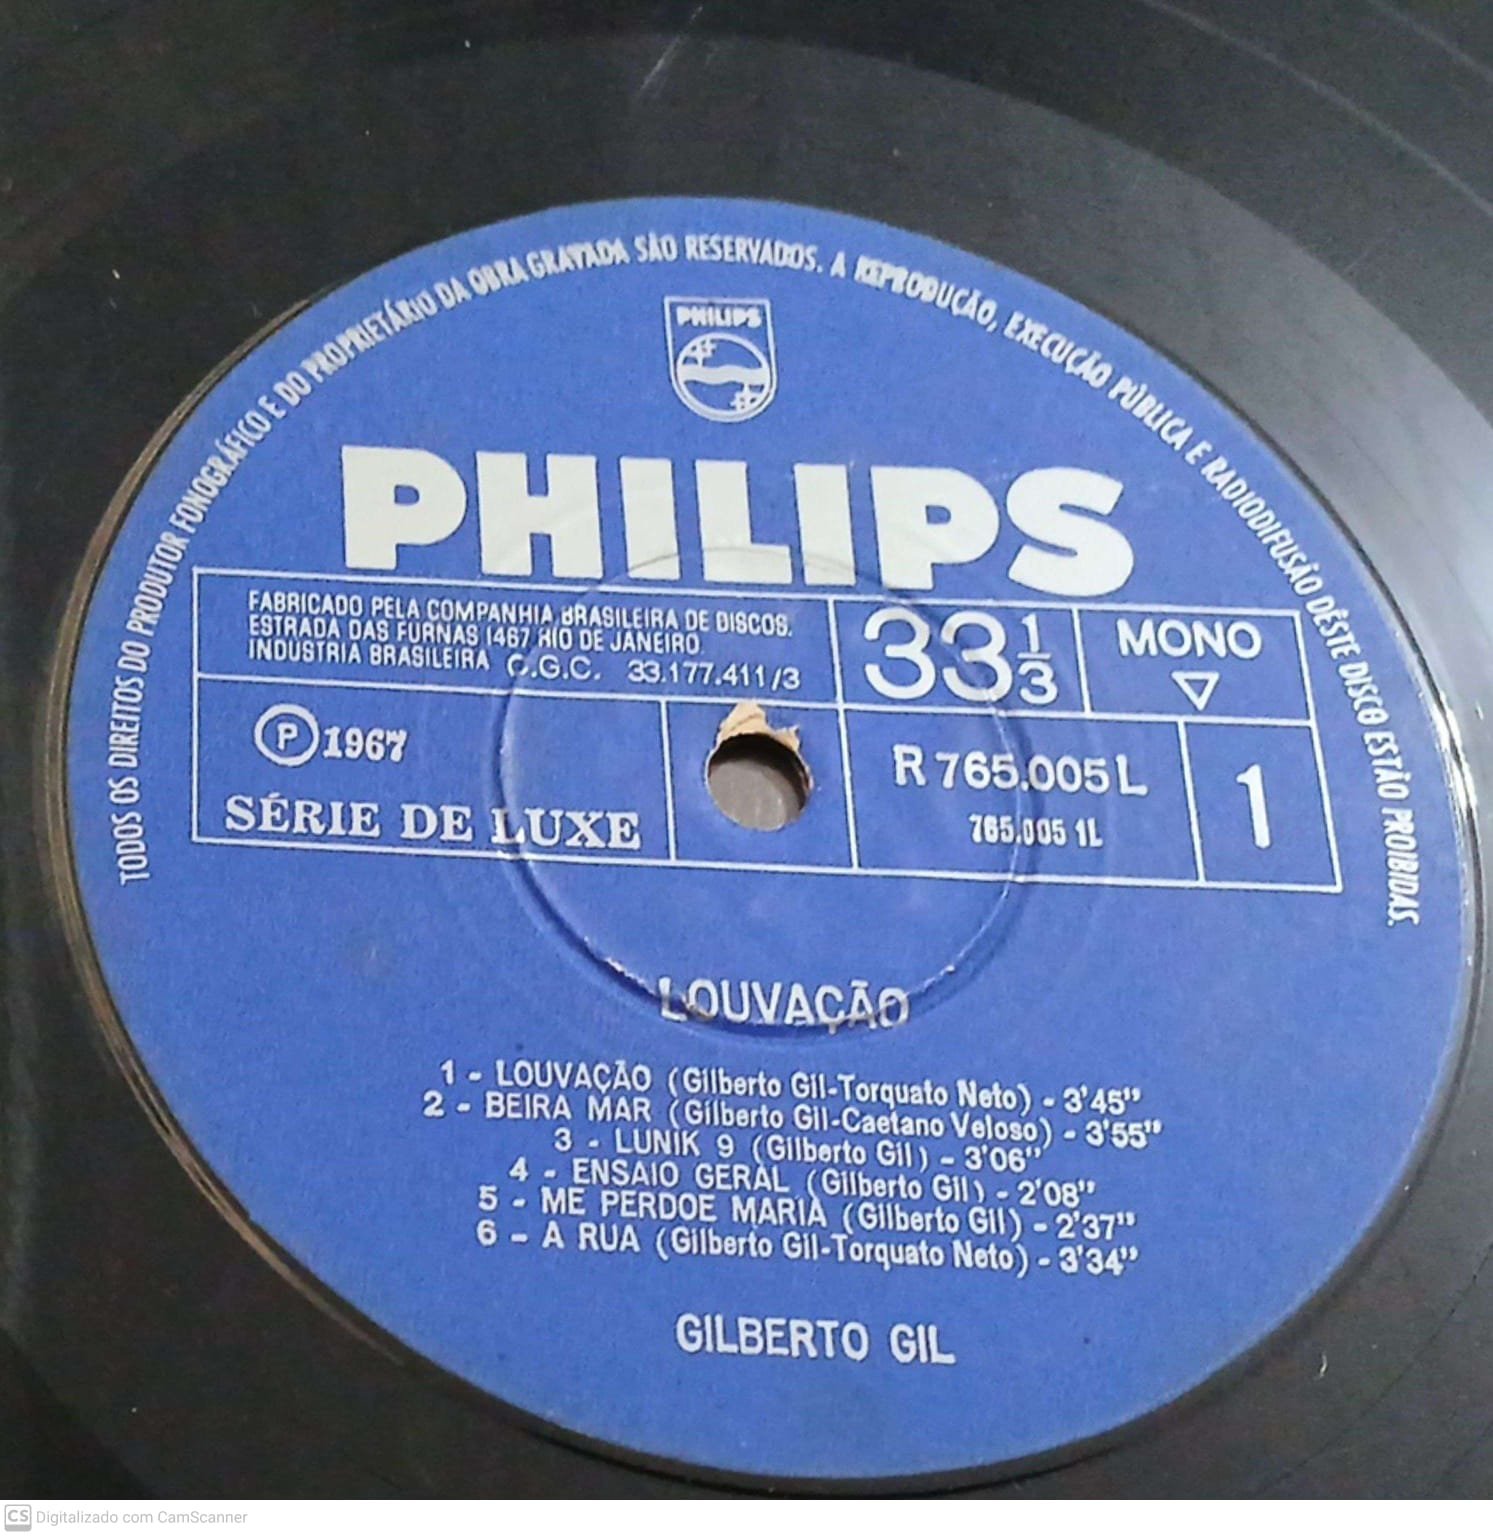 TODOS OS DIREITOS DO PRODUTOR FONOGRÁFICO E DO PROPRIETÁRIO DA OBRA GRAVADA SÃO RESERVADOS. A REPRODUÇÃO, EXECUÇÃO PÚBLICA E RADIODIFUSÃO DÊSTE DISCO ESTÃO PROIBIDAS.
PHILIPS
PHILIPS
FABRICADO PELA COMPANHIA BRASILEIRA DE DISCOS.
ESTRADA DAS FURNAS 1467 RIO DE JANEIRO.
INDUSTRIA BRASILEIRA C.G.C. 33.177.411/3
33 1/3
MONO
Ⓟ 1967
SÉRIE DE LUXE
R 765.005 L
765.005 1L
1
LOUVAÇÃO
1 - LOUVAÇÃO (Gilberto Gil-Torquato Neto) - 3'45"
2 - BEIRA MAR (Gilberto Gil-Caetano Veloso) - 3'55"
3 - LUNIK 9 (Gilberto Gil) - 3'06"
4 - ENSAIO GERAL (Gilberto Gil) - 2'08"
5 - ME PERDOE MARIA (Gilberto Gil) - 2'37"
6 - A RUA (Gilberto Gil-Torquato Neto) - 3'34"
GILBERTO GIL
CS Digitalizado com CamScanner